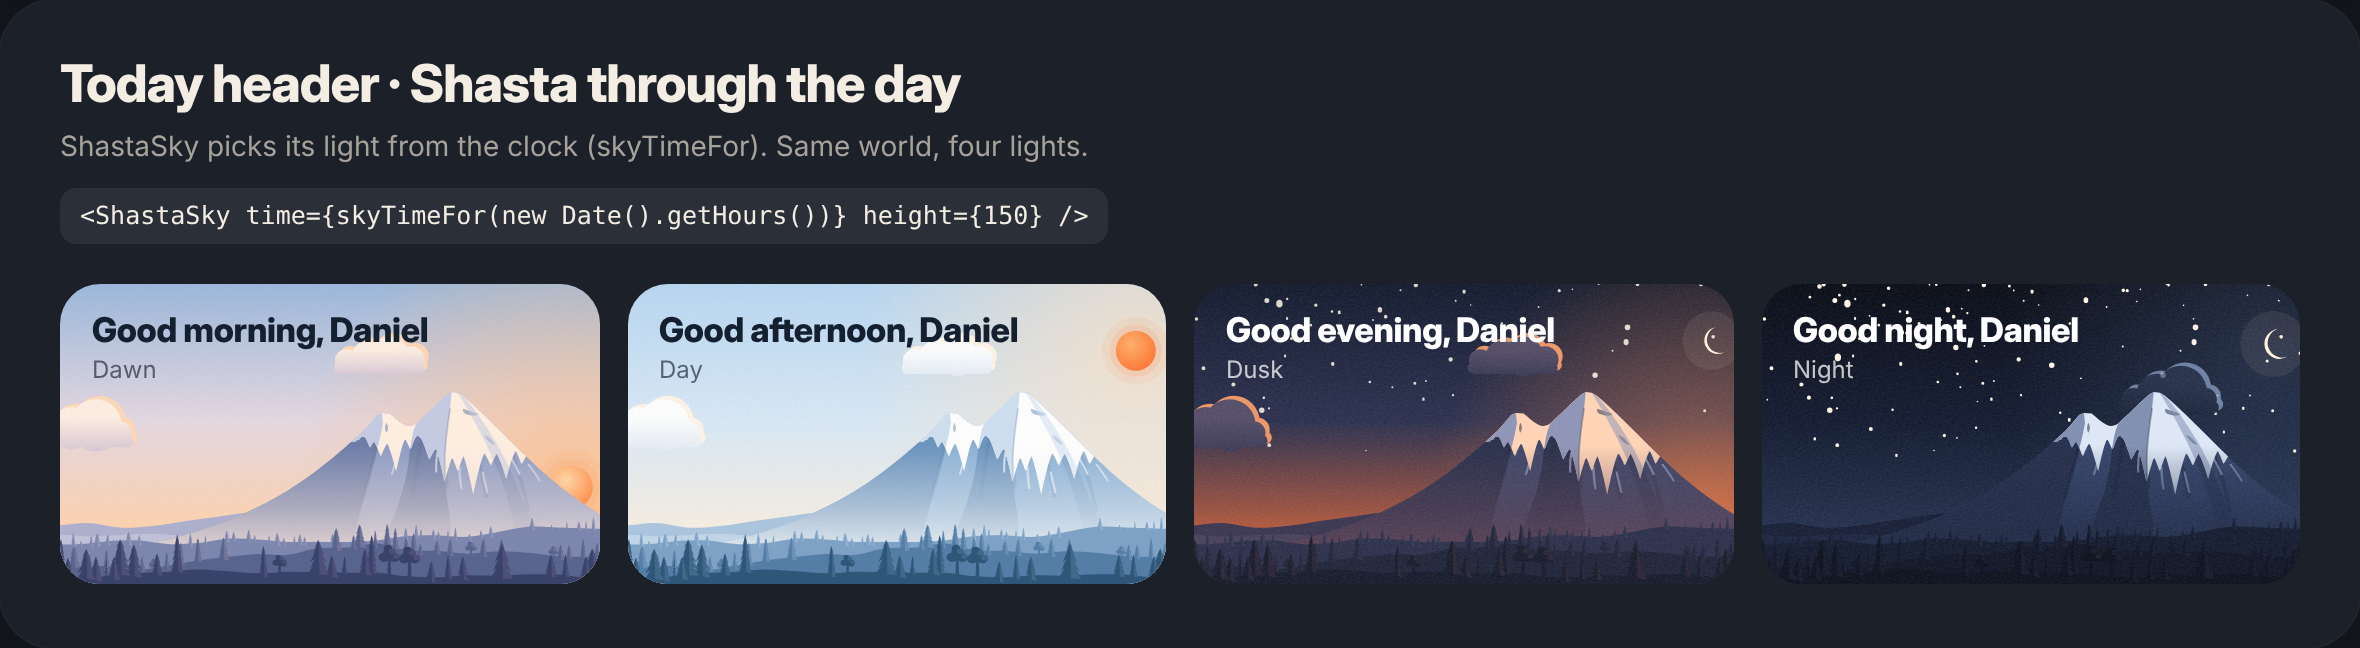 Today header · Shasta through the day
ShastaSky picks its light from the clock (skyTimeFor). Same world, four lights.
<ShastaSky time={skyTimeFor(new Date().getHours())} height={150} />
Good morning, Daniel
Dawn
Good afternoon, Daniel
Day
Good evening, Daniel
Dusk
Good night, Daniel
Night